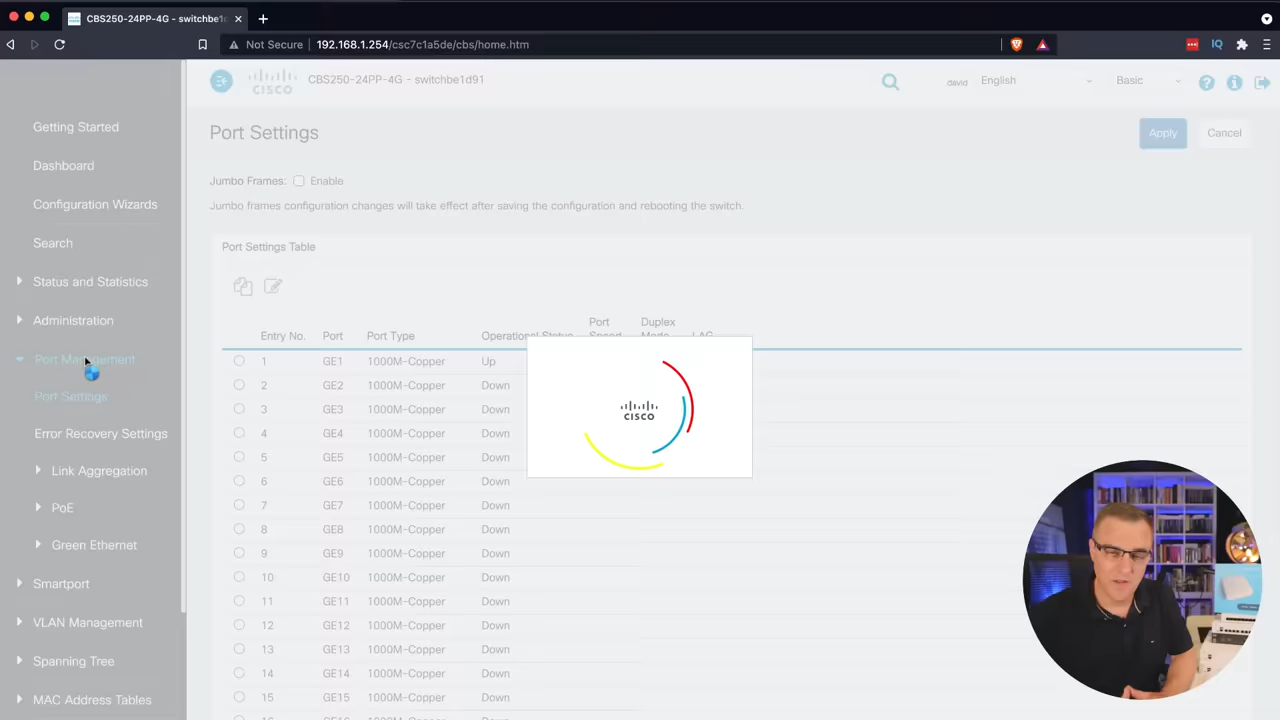 CBS250-24PP-4G - switchbe1d
Not Secure 192.168.1.254/csc7c1a5de/cbs/home.htm
IQ
CISCO CBS250-24PP-4G - switchbe1d91 david English Basic
Getting Started
Dashboard
Configuration Wizards
Search
Status and Statistics
Administration
Port Management
Port Settings
Error Recovery Settings
Link Aggregation
PoE
Green Ethernet
Smartport
VLAN Management
Spanning Tree
MAC Address Tables
Port Settings Apply Cancel
Jumbo Frames: Enable
Jumbo frames configuration changes will take effect after saving the configuration and rebooting the switch.
Port Settings Table
Entry No. Port Port Type Operational Status Port Duplex LAG
1 GE1 1000M-Copper Up
2 GE2 1000M-Copper Down
3 GE3 1000M-Copper Down
4 GE4 1000M-Copper Down
5 GE5 1000M-Copper Down
6 GE6 1000M-Copper Down
7 GE7 1000M-Copper Down
8 GE8 1000M-Copper Down
9 GE9 1000M-Copper Down
10 GE10 1000M-Copper Down
11 GE11 1000M-Copper Down
12 GE12 1000M-Copper Down
13 GE13 1000M-Copper Down
14 GE14 1000M-Copper Down
15 GE15 1000M-Copper Down
CISCO